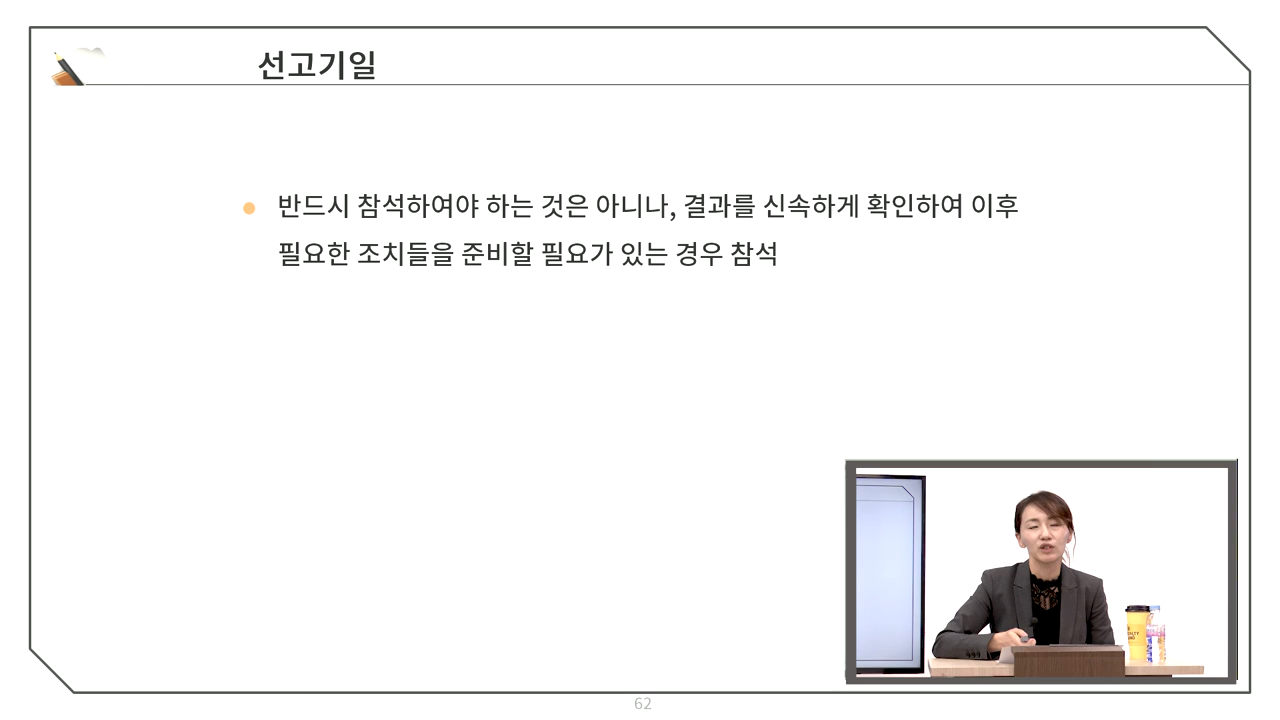 선고기일
반드시 참석하여야 하는 것은 아니나, 결과를 신속하게 확인하여 이후
필요한 조치들을 준비할 필요가 있는 경우 참석
62